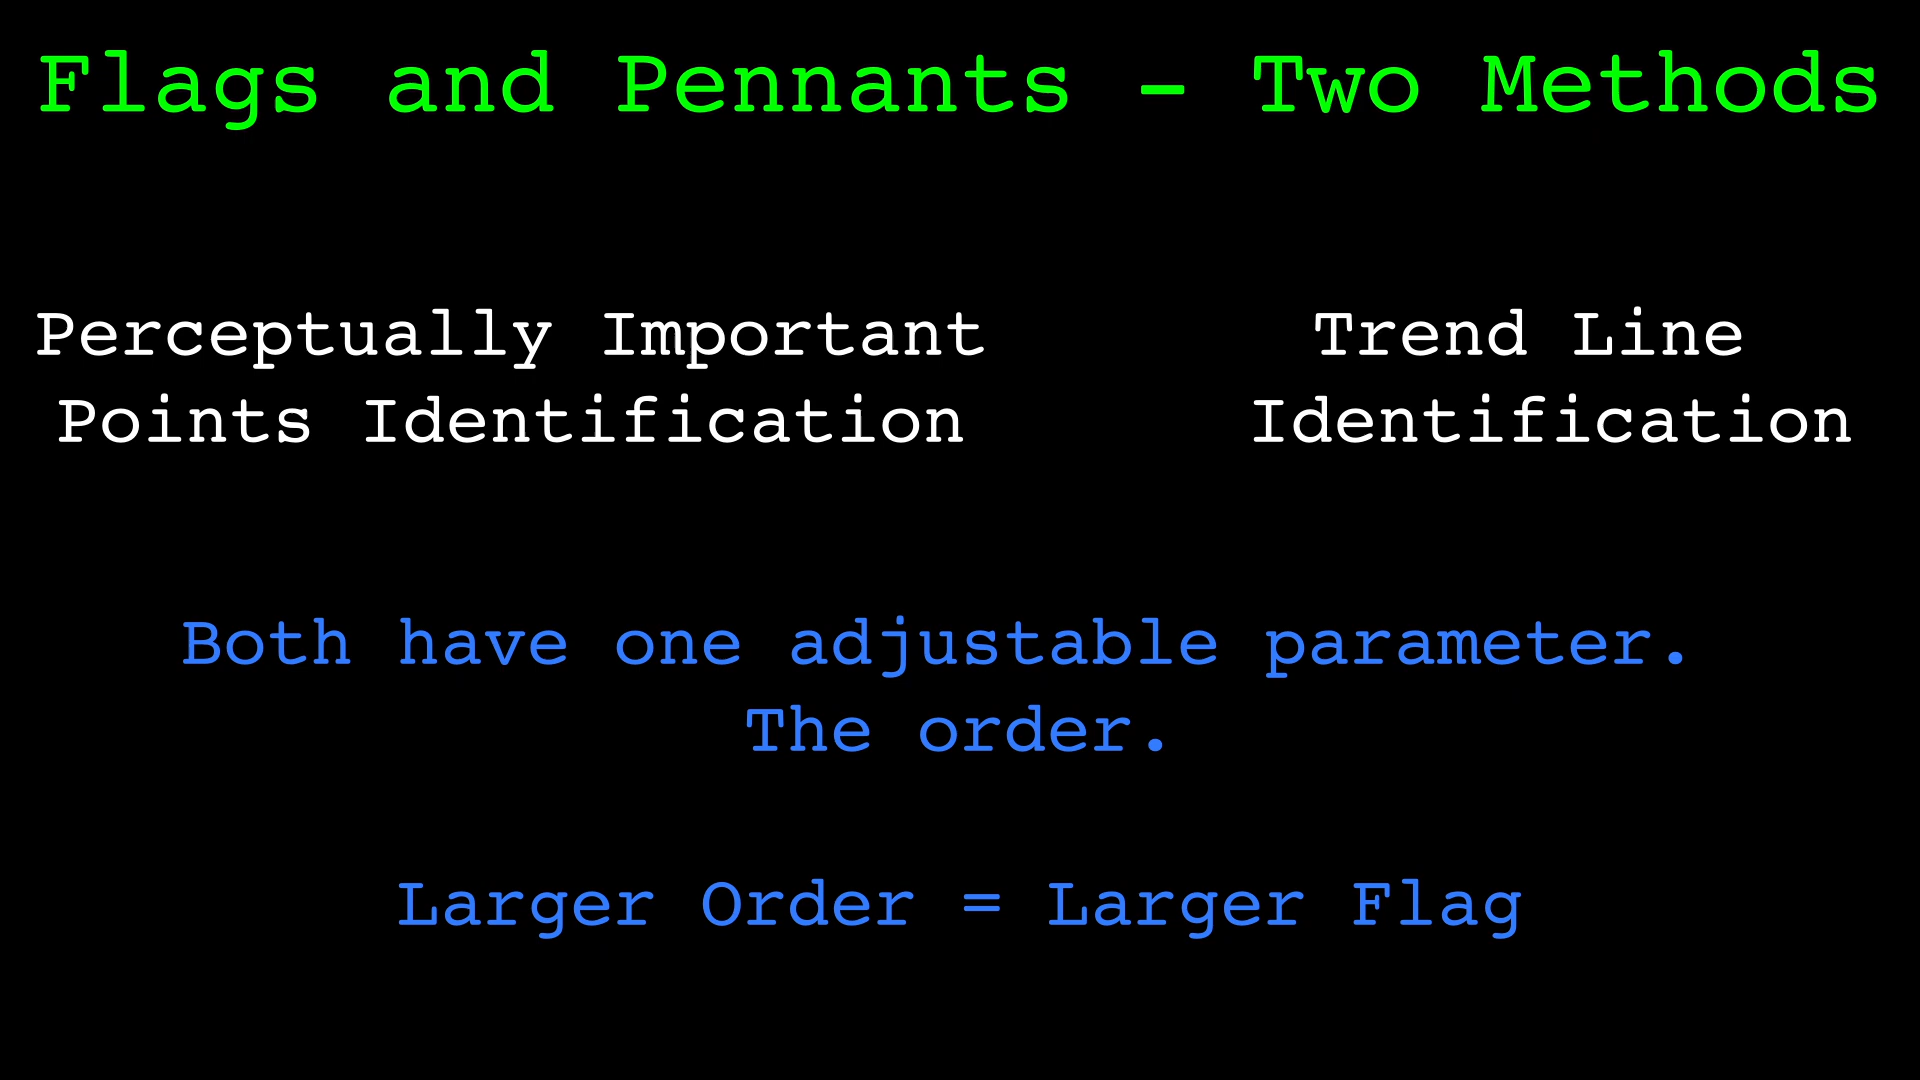 Flags and Pennants - Two Methods
Perceptually Important
Points Identification
Trend Line
Identification
Both have one adjustable parameter.
The order.
Larger Order = Larger Flag